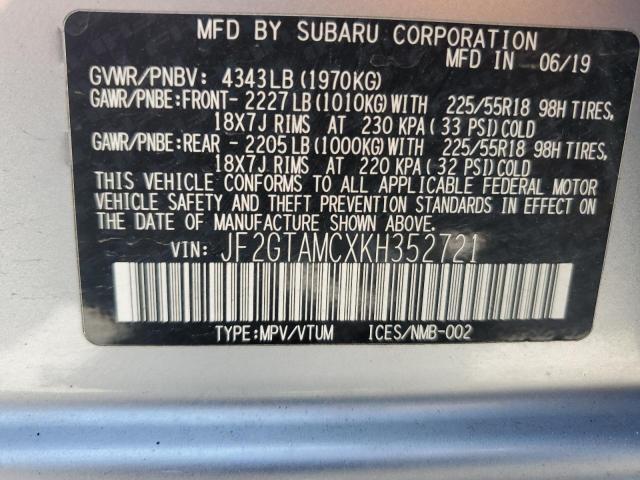 MFD BY SUBARU CORPORATION
MFD IN 06/19
GVWR/PNBV: 4343LB (1970KG)
GAWR/PNBE:FRONT- 2227 LB (1010KG) WITH 225/55R18 98H TIRES,
18X7J RIMS AT 230 KPA( 33 PSI) COLD
GAWR/PNBE:REAR - 2205 LB (1000KG) WITH 225/55R18 98H TIRES,
18X7J RIMS AT 220 KPA( 32 PSI) COLD
THIS VEHICLE CONFORMS TO ALL APPLICABLE FEDERAL MOTOR
VEHICLE SAFETY AND THEFT PREVENTION STANDARDS IN EFFECT ON
THE DATE OF MANUFACTURE SHOWN ABOVE.
VIN: JF2GTAMCXKH352721
TYPE:MPV/VTUM ICES/NMB-002